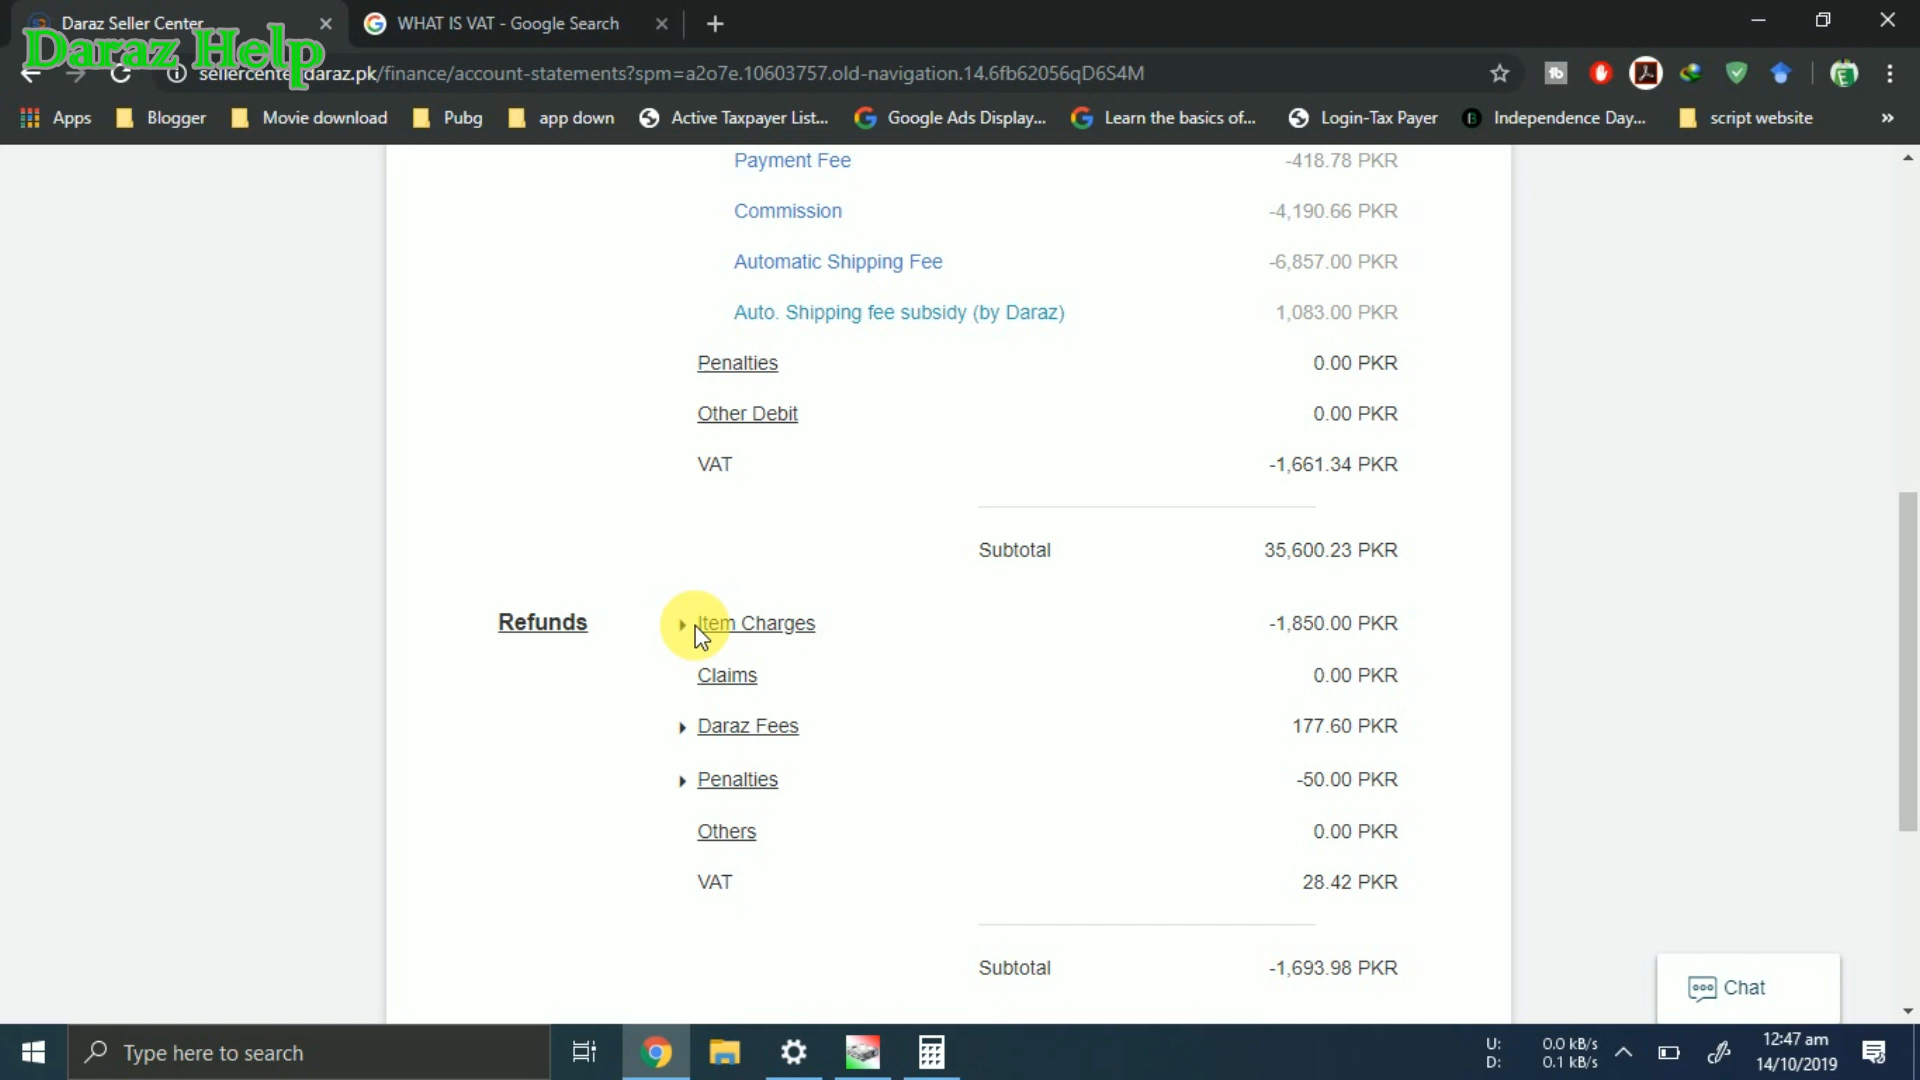 Daraz Seller Center
WHAT IS VAT - Google Search
Daraz Help
sellercente daraz.pk/finance/account-statements?spm=a2o7e.10603757.old-navigation.14.6fb62056qD6S4M
Apps
Blogger
Movie download
Pubg
app down
Active Taxpayer List...
Google Ads Display...
Learn the basics of...
Login-Tax Payer
Independence Day...
script website
»
Payment Fee -418.78 PKR
Commission -4,190.66 PKR
Automatic Shipping Fee -6,857.00 PKR
Auto. Shipping fee subsidy (by Daraz) 1,083.00 PKR
Penalties 0.00 PKR
Other Debit 0.00 PKR
VAT -1,661.34 PKR
Subtotal 35,600.23 PKR
Refunds Item Charges -1,850.00 PKR
Claims 0.00 PKR
Daraz Fees 177.60 PKR
Penalties -50.00 PKR
Others 0.00 PKR
VAT 28.42 PKR
Subtotal -1,693.98 PKR
Chat
Type here to search
U: 0.0 kB/s
D: 0.1 kB/s
12:47 am
14/10/2019